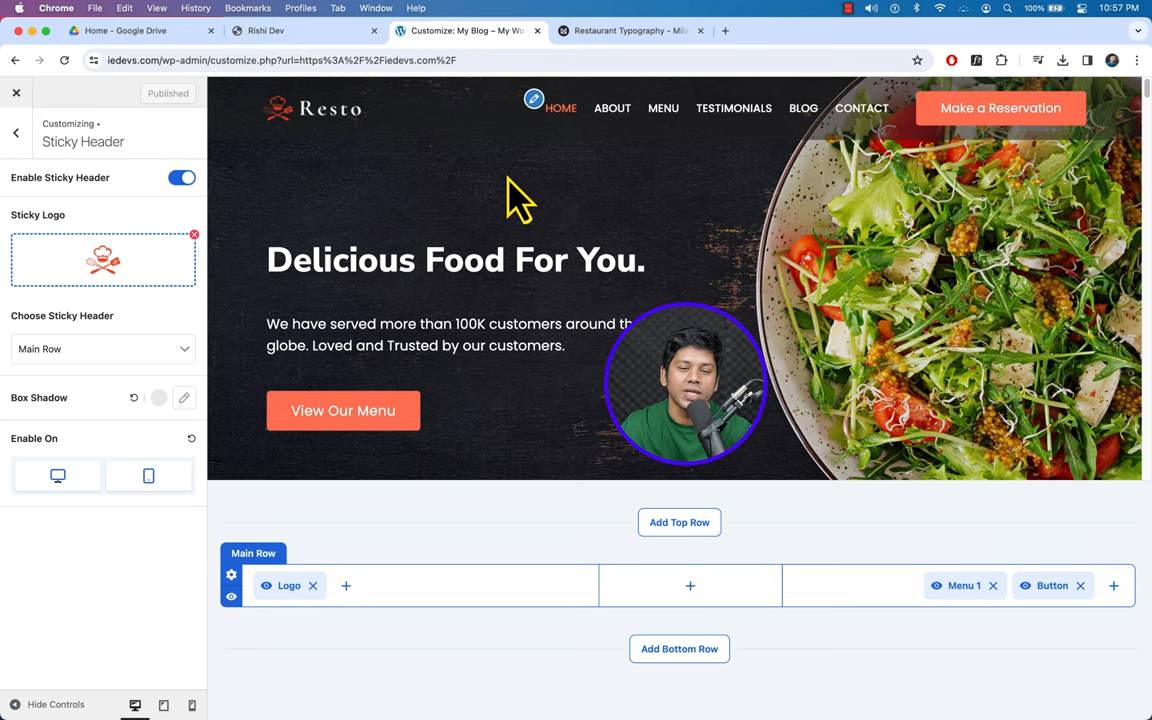 Chrome File Edit View History Bookmarks Profiles Tab Window Help 100% 10:57 PM
Home - Google Drive Rishi Dev Customize: My Blog – My Wo Restaurant Typography - Mila
iedevs.com/wp-admin/customize.php?url=https%3A%2F%2Fiedevs.com%2F
Published
Customizing •
Sticky Header
Enable Sticky Header
Sticky Logo
Choose Sticky Header
Main Row
Box Shadow
Enable On
Hide Controls
Resto
HOME ABOUT MENU TESTIMONIALS BLOG CONTACT Make a Reservation
Delicious Food For You.
We have served more than 100K customers around th
globe. Loved and Trusted by our customers.
View Our Menu
Add Top Row
Main Row
Logo Menu 1 Button
Add Bottom Row